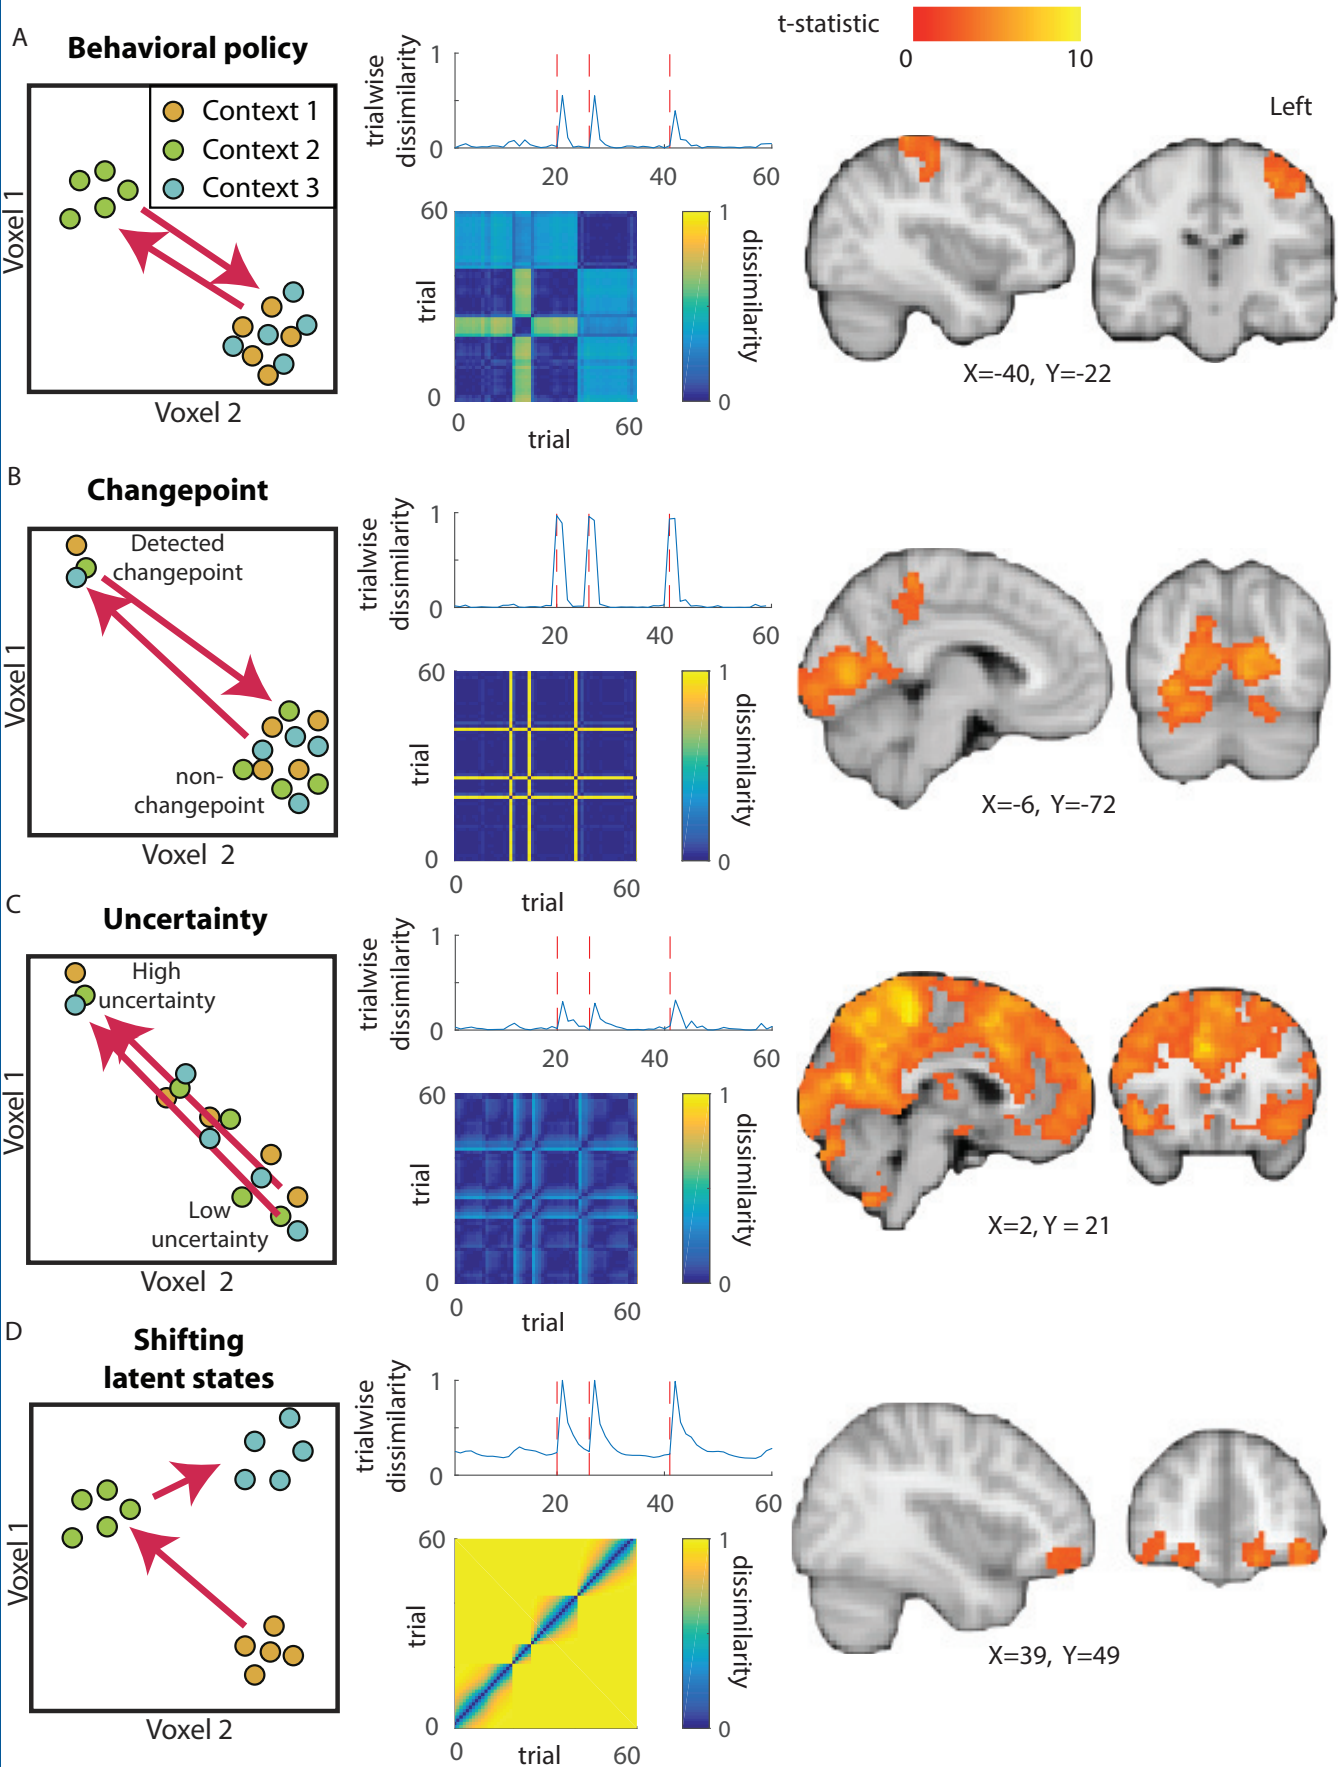 t-statistic
0
10
A
Behavioral policy
Context 1
Context 2
Context 3
Voxel 1
Voxel 2
trialwise
dissimilarity
1
0
20
40
60
60
trial
0
0
60
trial
1
dissimilarity
0
Left
X=-40, Y=-22
B
Changepoint
Detected
changepoint
non-
changepoint
Voxel 1
Voxel 2
trialwise
dissimilarity
1
0
20
40
60
60
trial
0
0
60
trial
1
dissimilarity
0
X=-6, Y=-72
C
Uncertainty
High
uncertainty
Low
uncertainty
Voxel 1
Voxel 2
trialwise
dissimilarity
1
0
20
40
60
60
trial
0
0
60
trial
1
dissimilarity
0
X=2, Y = 21
D
Shifting
latent states
Voxel 1
Voxel 2
trialwise
dissimilarity
1
0
20
40
60
60
trial
0
0
60
trial
1
dissimilarity
0
X=39, Y=49